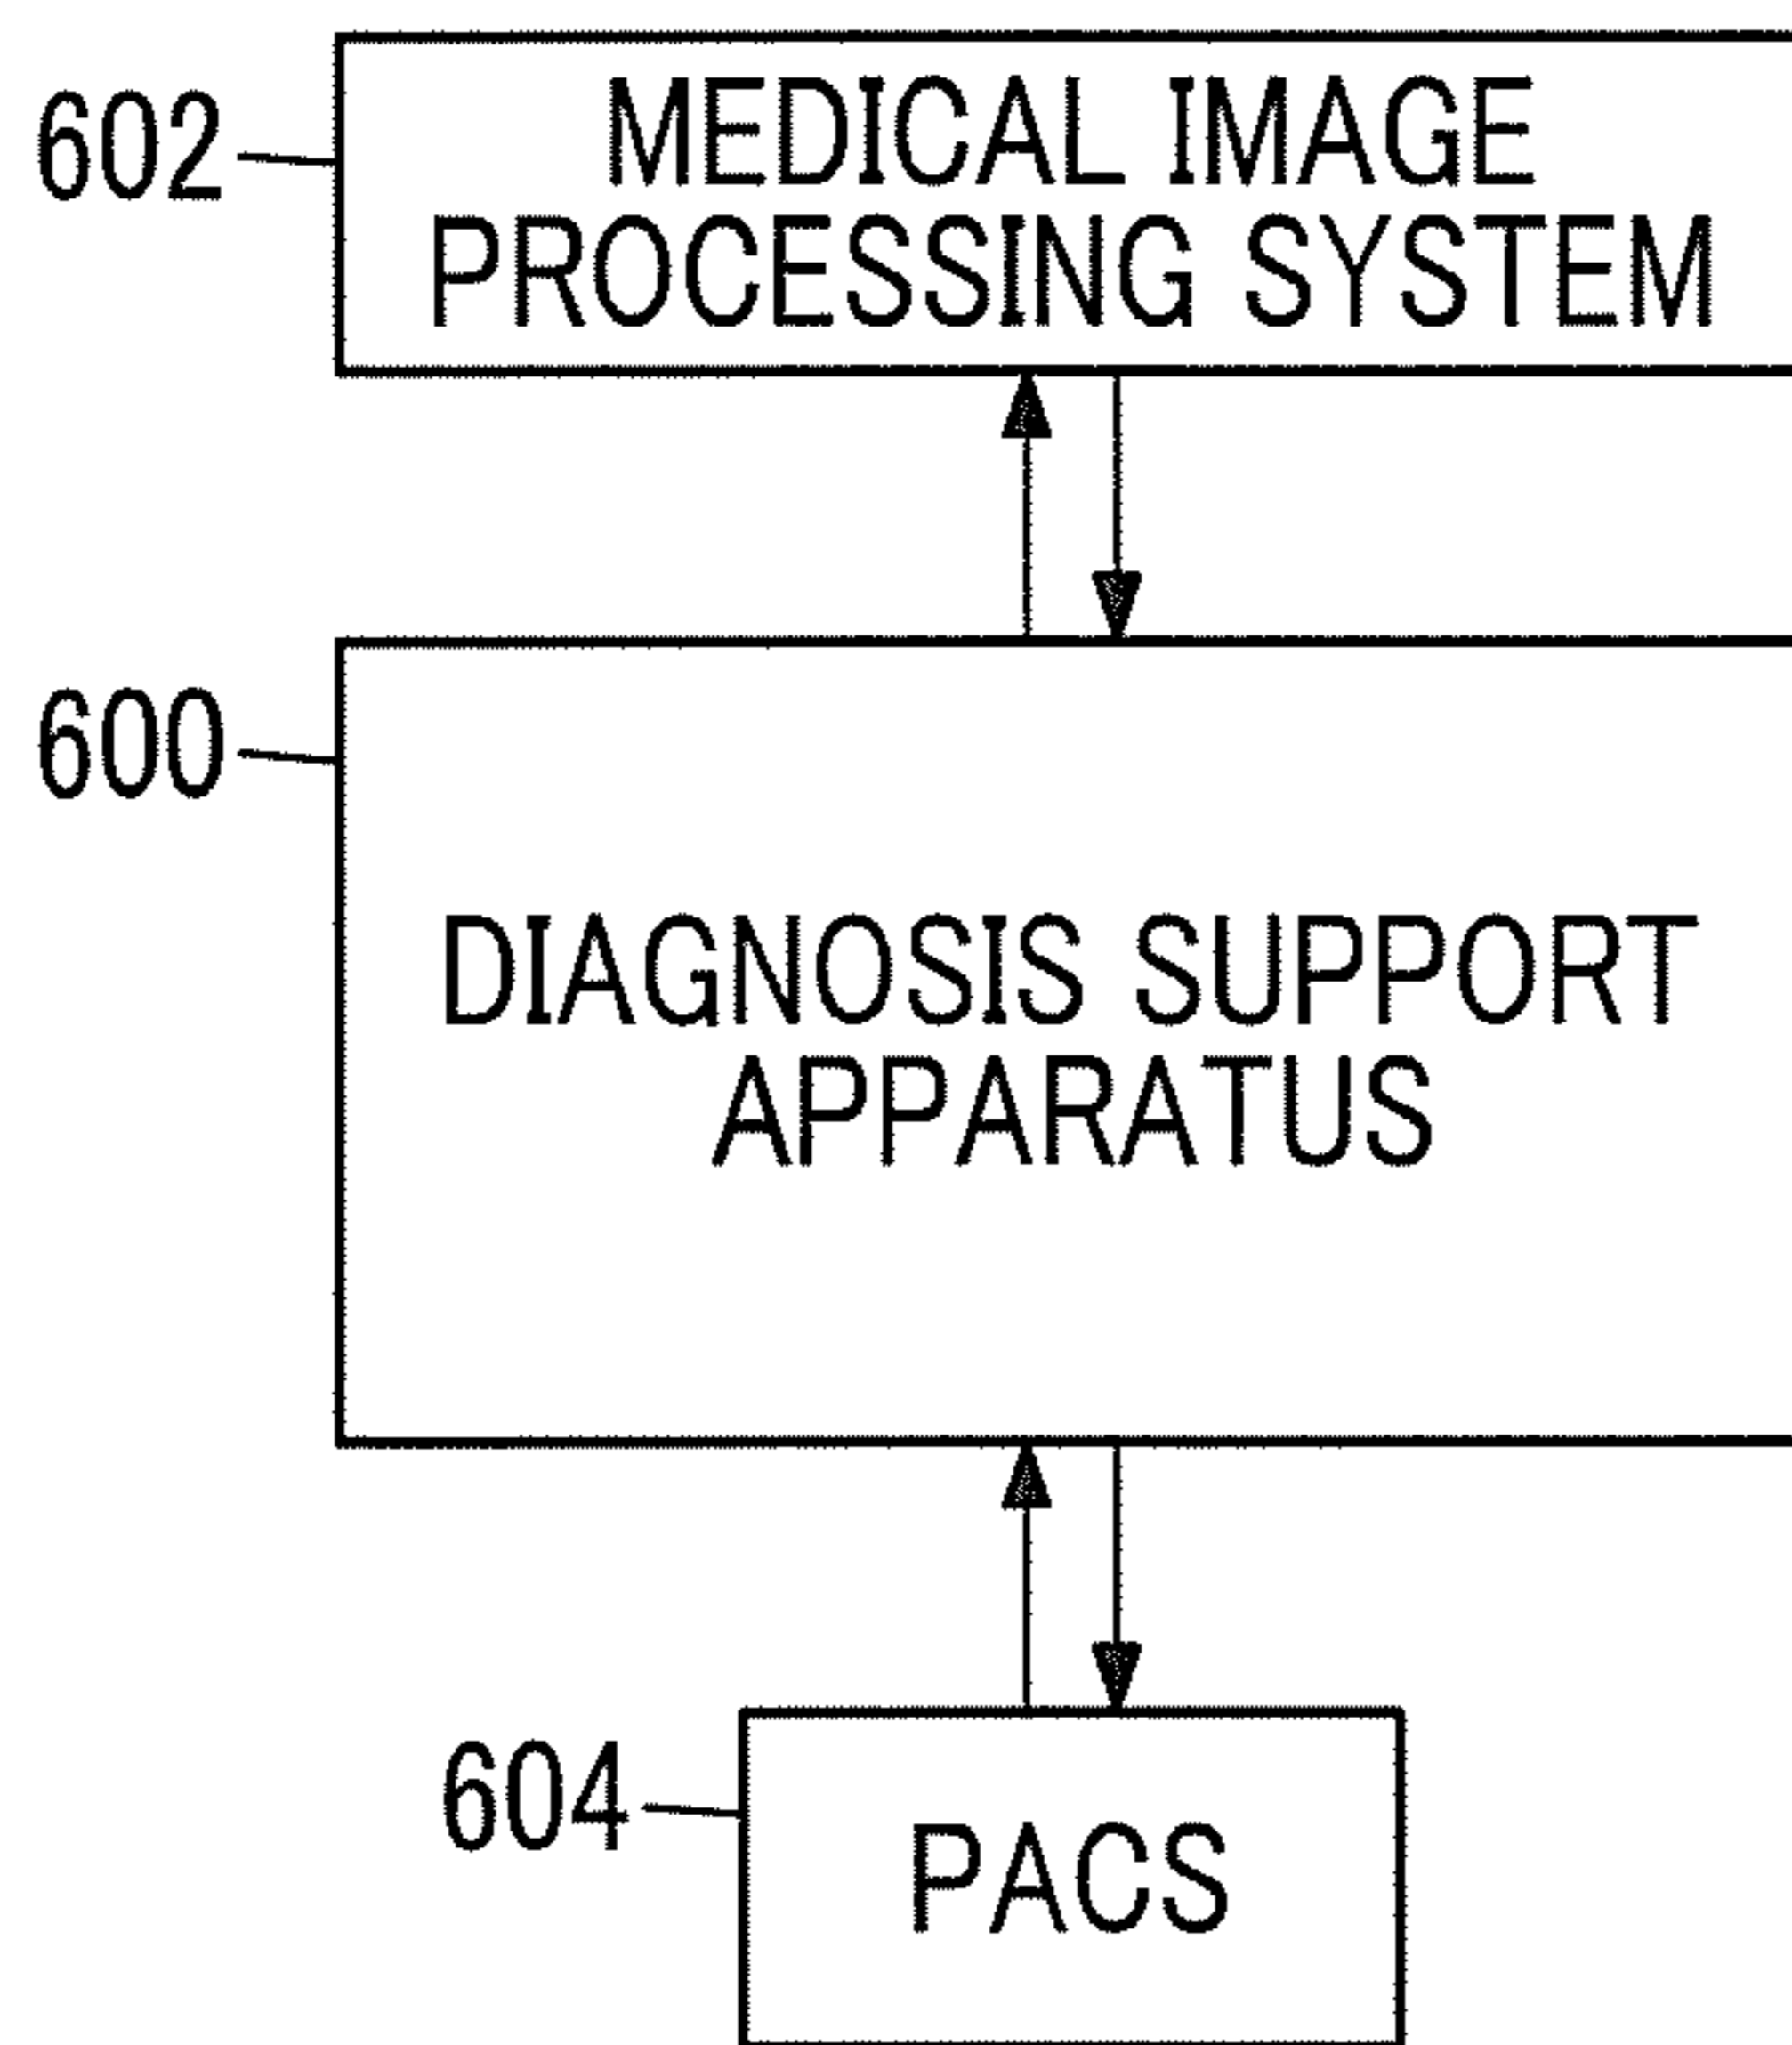 602
MEDICAL IMAGE
PROCESSING SYSTEM
600
DIAGNOSIS SUPPORT
APPARATUS
604
PACS